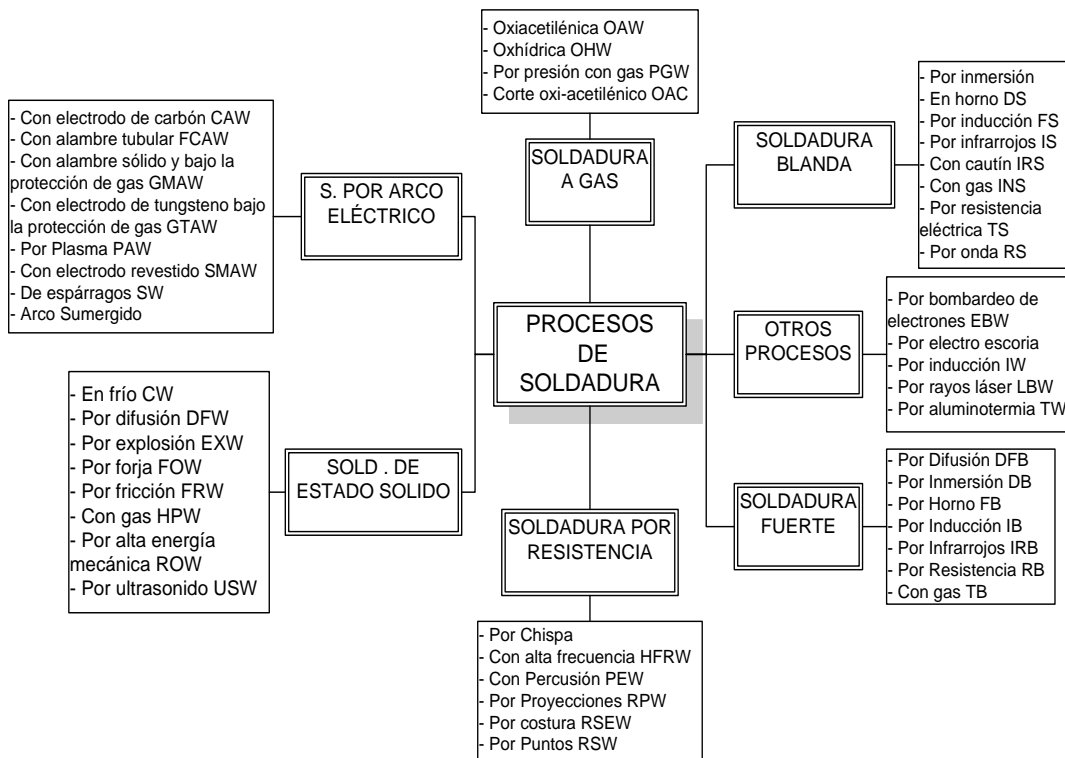 - Oxiacetilénica OAW
- Oxhídrica OHW
- Por presión con gas PGW
- Corte oxi-acetilénico OAC
SOLDADURA
A GAS
- Con electrodo de carbón CAW
- Con alambre tubular FCAW
- Con alambre sólido y bajo la
protección de gas GMAW
- Con electrodo de tungsteno bajo
la protección de gas GTAW
- Por Plasma PAW
- Con electrodo revestido SMAW
- De espárragos SW
- Arco Sumergido
S. POR ARCO
ELÉCTRICO
SOLDADURA
BLANDA
- Por inmersión
- En horno DS
- Por inducción FS
- Por infrarrojos IS
- Con cautín IRS
- Con gas INS
- Por resistencia
eléctrica TS
- Por onda RS
PROCESOS
DE
SOLDADURA
OTROS
PROCESOS
- Por bombardeo de
electrones EBW
- Por electro escoria
- Por inducción IW
- Por rayos láser LBW
- Por aluminotermia TW
- En frío CW
- Por difusión DFW
- Por explosión EXW
- Por forja FOW
- Por fricción FRW
- Con gas HPW
- Por alta energía
mecánica ROW
- Por ultrasonido USW
SOLD . DE
ESTADO SOLIDO
SOLDADURA POR
RESISTENCIA
SOLDADURA
FUERTE
- Por Difusión DFB
- Por Inmersión DB
- Por Horno FB
- Por Inducción IB
- Por Infrarrojos IRB
- Por Resistencia RB
- Con gas TB
- Por Chispa
- Con alta frecuencia HFRW
- Con Percusión PEW
- Por Proyecciones RPW
- Por costura RSEW
- Por Puntos RSW